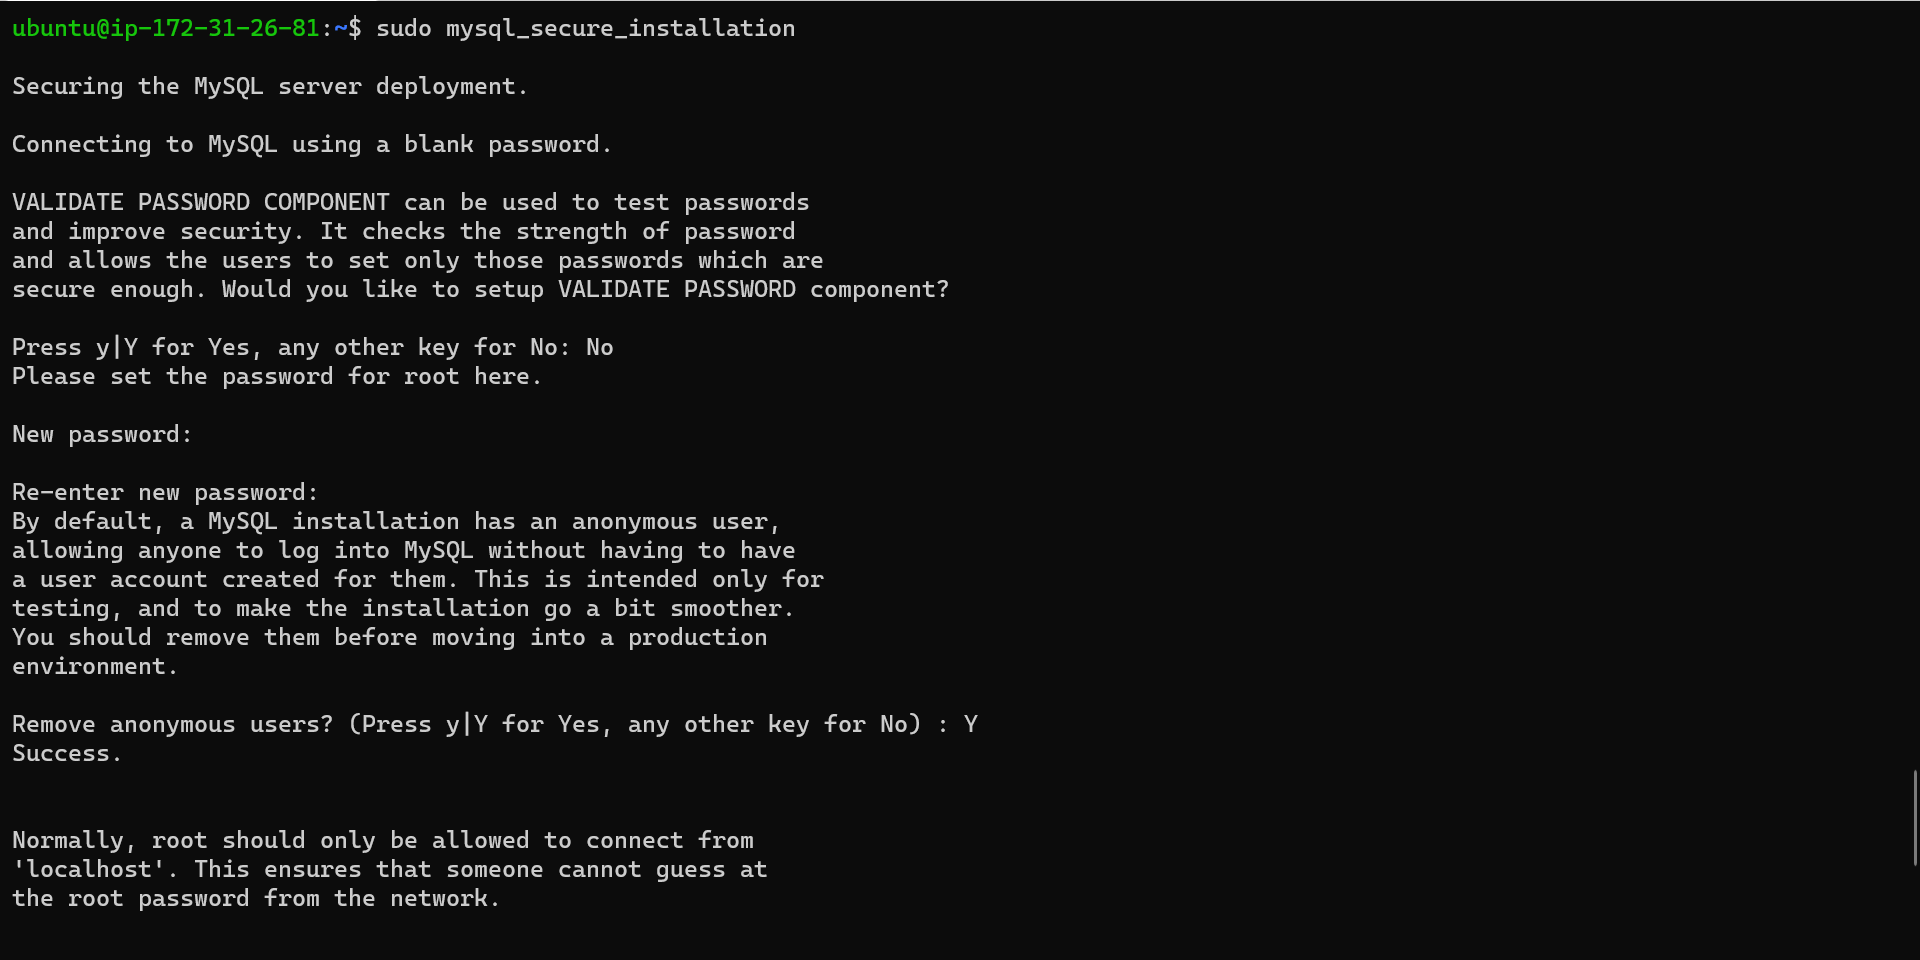 ubuntu@ip-172-31-26-81:~$ sudo mysql_secure_installation
Securing the MySQL server deployment.
Connecting to MySQL using a blank password.
VALIDATE PASSWORD COMPONENT can be used to test passwords
and improve security. It checks the strength of password
and allows the users to set only those passwords which are
secure enough. Would you like to setup VALIDATE PASSWORD component?
Press y|Y for Yes, any other key for No: No
Please set the password for root here.
New password:
Re-enter new password:
By default, a MySQL installation has an anonymous user,
allowing anyone to log into MySQL without having to have
a user account created for them. This is intended only for
testing, and to make the installation go a bit smoother.
You should remove them before moving into a production
environment.
Remove anonymous users? (Press y|Y for Yes, any other key for No) : Y
Success.
Normally, root should only be allowed to connect from
'localhost'. This ensures that someone cannot guess at
the root password from the network.